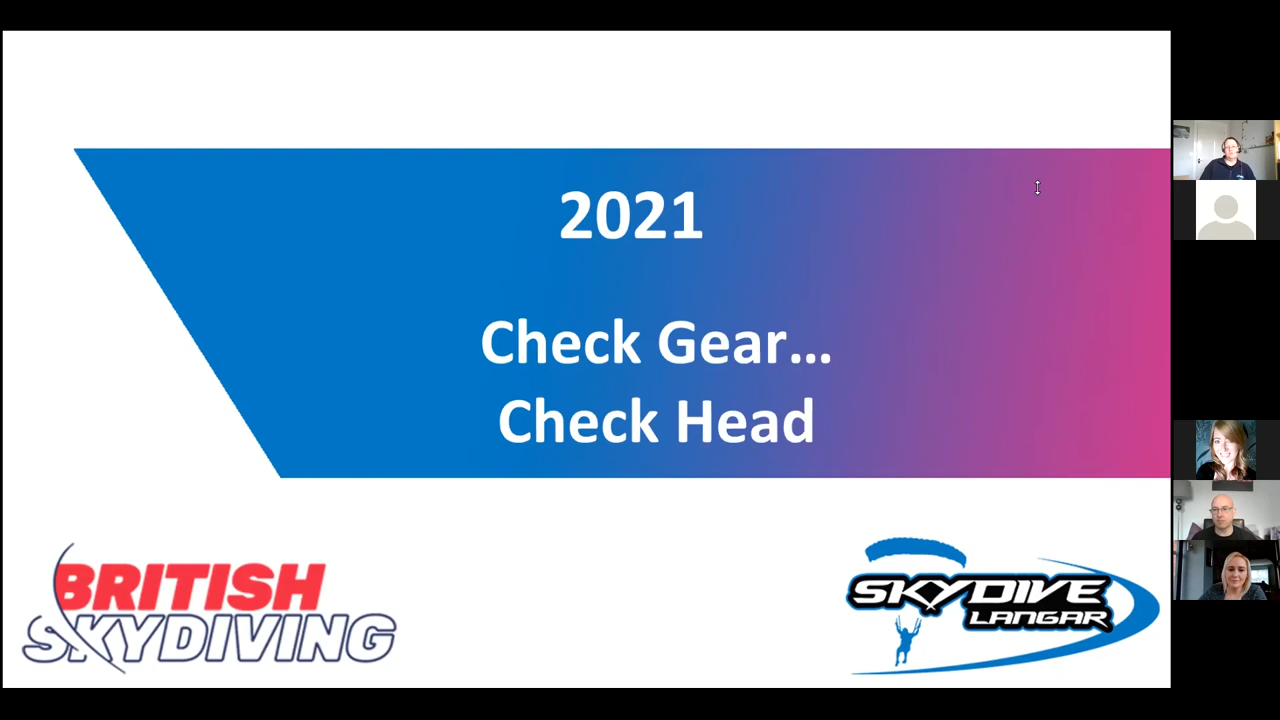 2021
Check Gear...
Check Head
BRITISH
SKYDIVING
SKYDIVE
LANGAR